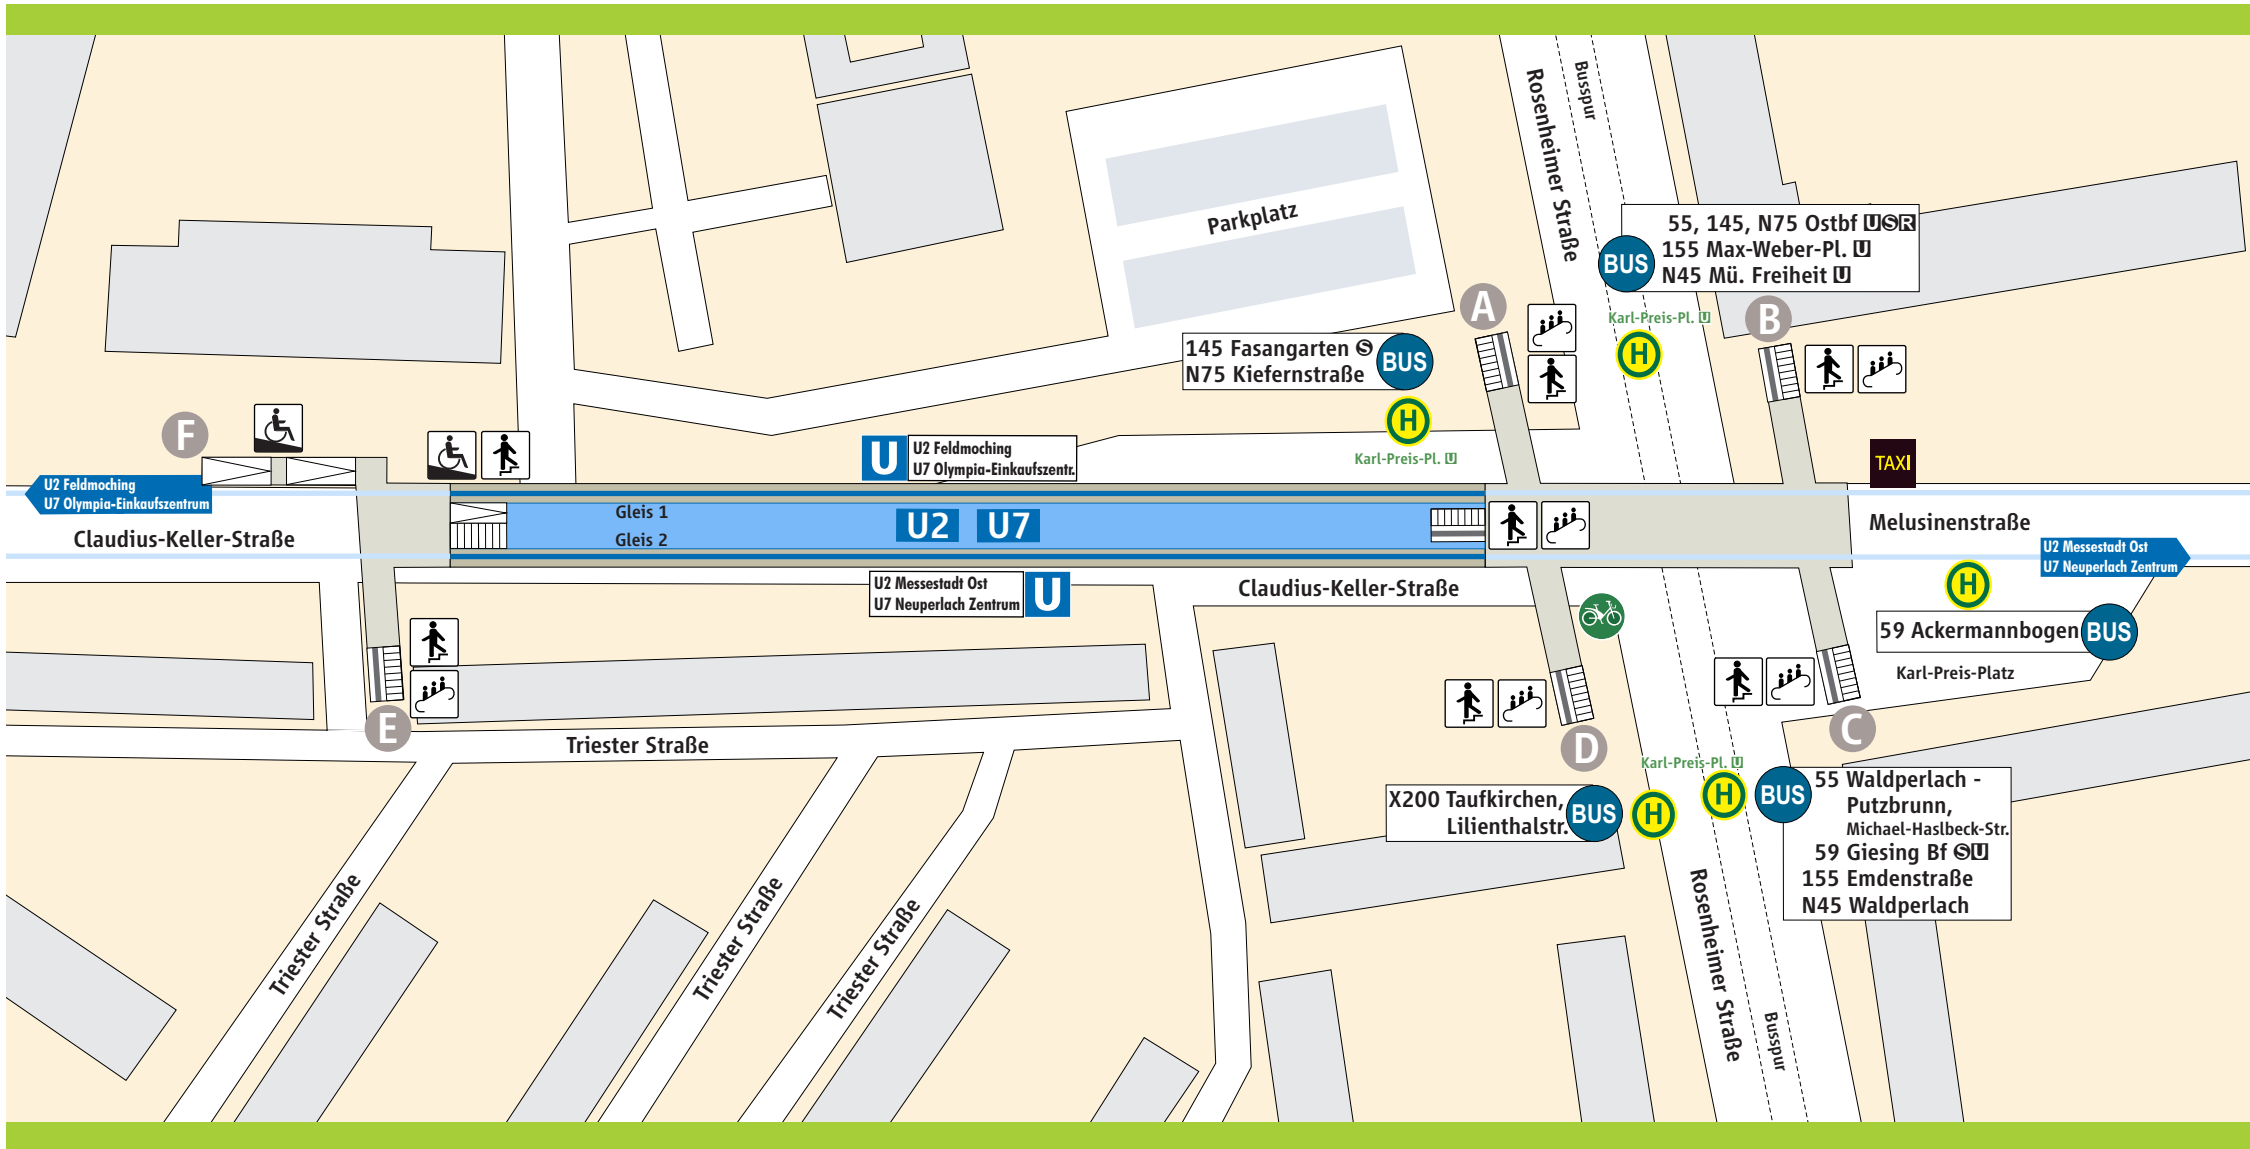 Rosenheimer Straße
Busspur
Parkplatz
55, 145, N75 Ostbf U S R
BUS
155 Max-Weber-Pl. U
N45 Mü. Freiheit U
A
B
Karl-Preis-Pl. U
H
145 Fasangarten S
N75 Kiefernstraße
BUS
H
Karl-Preis-Pl. U
F
U
U2 Feldmoching
U7 Olympia-Einkaufszentr.
TAXI
U2 Feldmoching
U7 Olympia-Einkaufszentrum
Gleis 1
Gleis 2
U2
U7
Claudius-Keller-Straße
Melusinenstraße
U2 Messestadt Ost
U7 Neuperlach Zentrum
U2 Messestadt Ost
U7 Neuperlach Zentrum
U
Claudius-Keller-Straße
H
59 Ackermannbogen
BUS
Karl-Preis-Platz
E
D
C
Triester Straße
Karl-Preis-Pl. U
X200 Taufkirchen,
Lilienthalstr.
BUS
H
H
BUS
55 Waldperlach -
Putzbrunn,
Michael-Haslbeck-Str.
59 Giesing Bf S U
155 Emdenstraße
N45 Waldperlach
Triester Straße
Triester Straße
Triester Straße
Rosenheimer Straße
Busspur